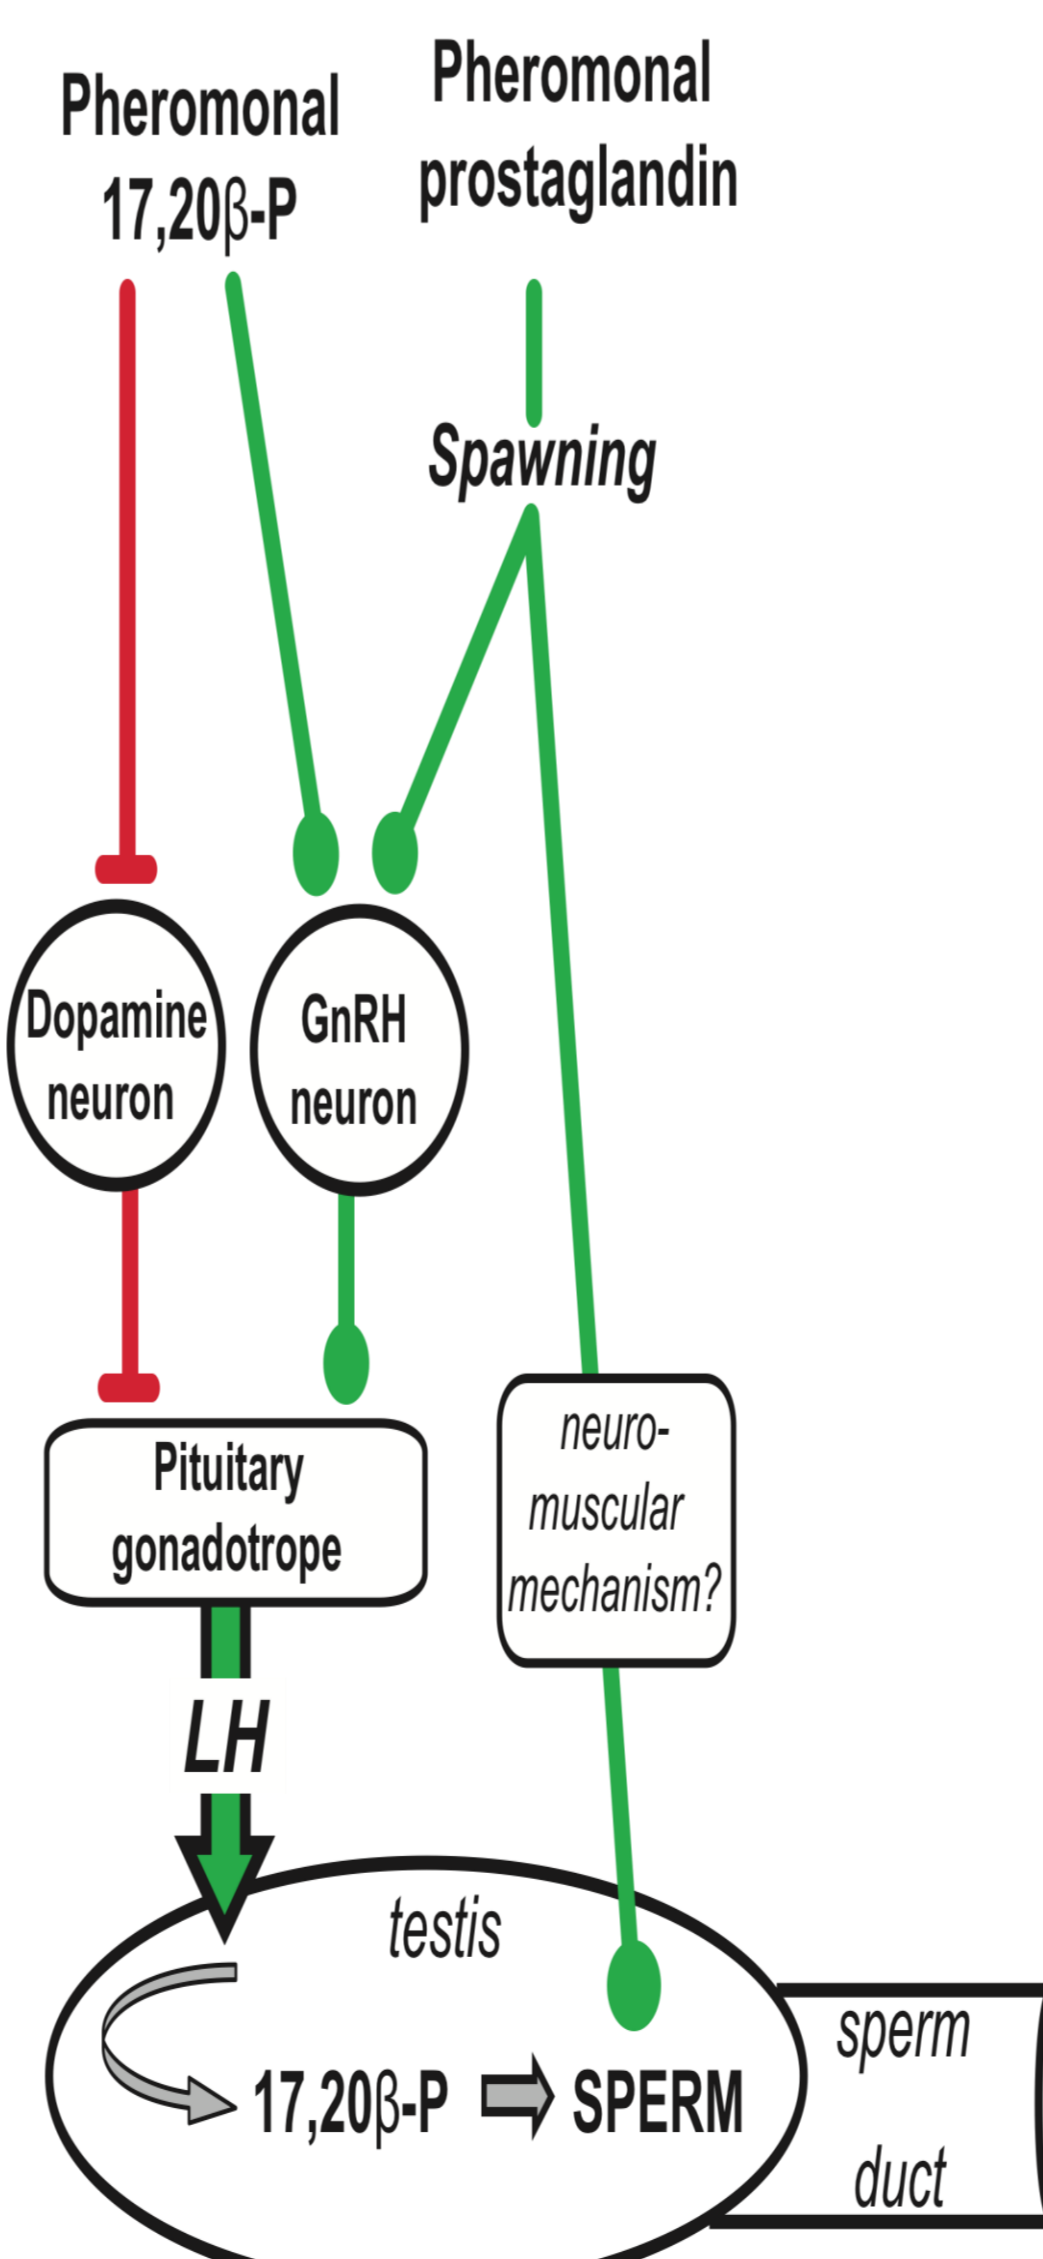 Pheromonal
17,20β-P
Pheromonal
prostaglandin
Spawning
Dopamine
neuron
GnRH
neuron
Pituitary
gonadotrope
neuro-
muscular
mechanism?
LH
testis
17,20β-P
SPERM
sperm
duct